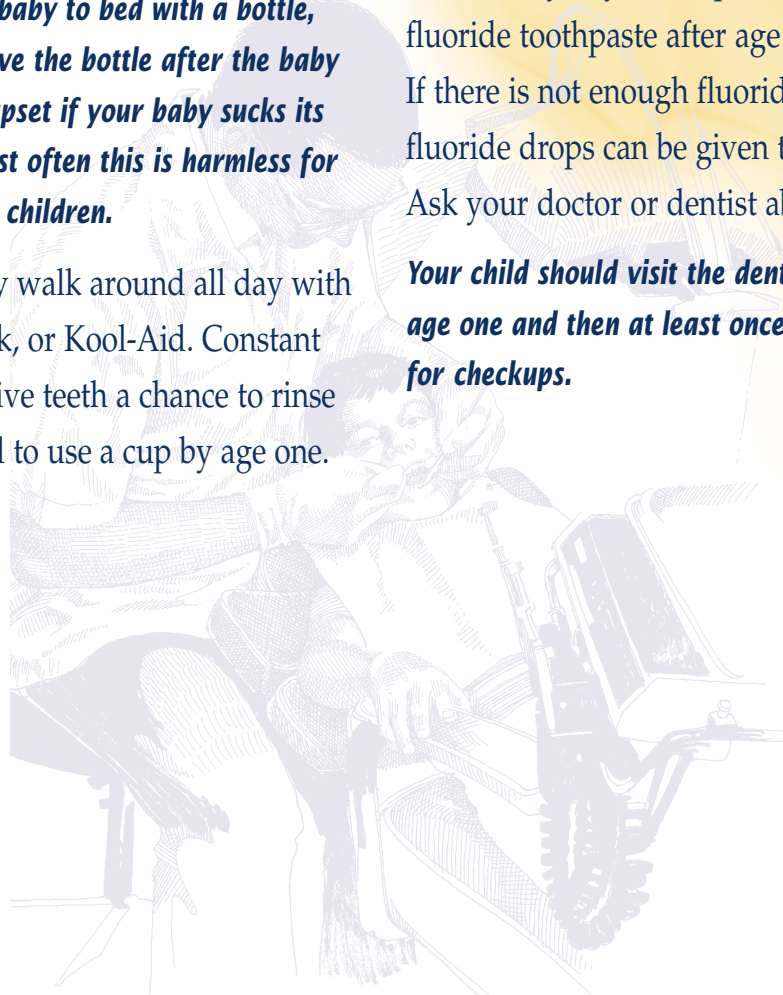 baby to bed with a bottle,
ve the bottle after the baby
pset if your baby sucks its
st often this is harmless for
children.
y walk around all day with
k, or Kool-Aid. Constant
ive teeth a chance to rinse
l to use a cup by age one.
fluoride toothpaste after age
If there is not enough fluorid
fluoride drops can be given t
Ask your doctor or dentist a
Your child should visit the dent
age one and then at least once
for checkups.